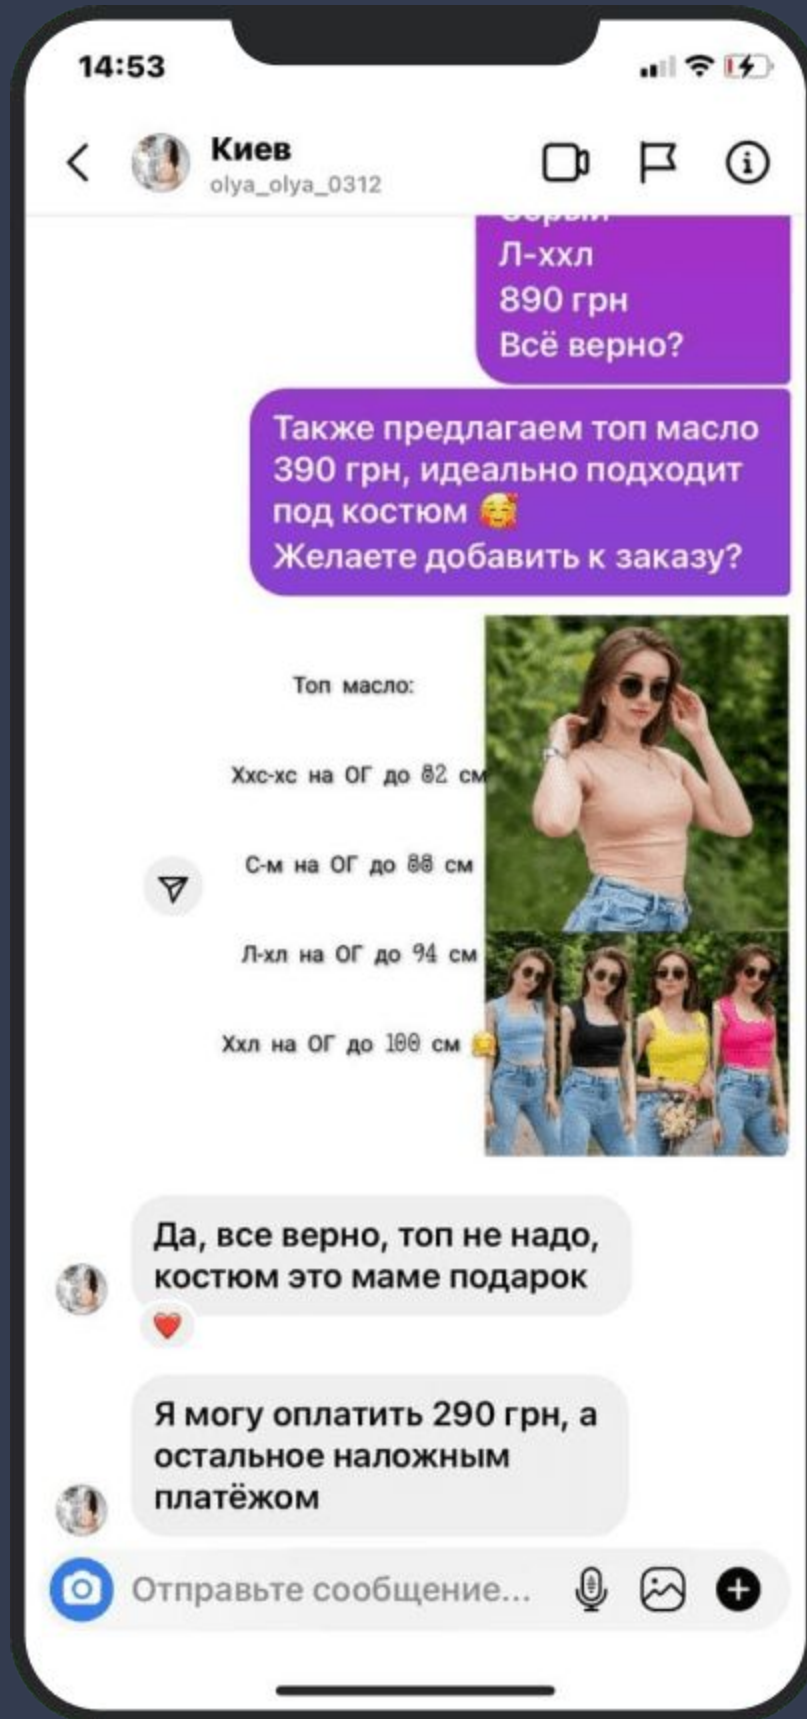 14:53
Киев
olya_olya_0312
Л-ххл
890 грн
Всё верно?
Также предлагаем топ масло
390 грн, идеально подходит
под костюм 🥰
Желаете добавить к заказу?
Топ масло:
Ххс-хс на ОГ до 82 см
С-м на ОГ до 88 см
Л-хл на ОГ до 94 см
Ххл на ОГ до 100 см
Да, все верно, топ не надо,
костюм это маме подарок
❤️
Я могу оплатить 290 грн, а
остальное наложным
платёжом
Отправьте сообщение...